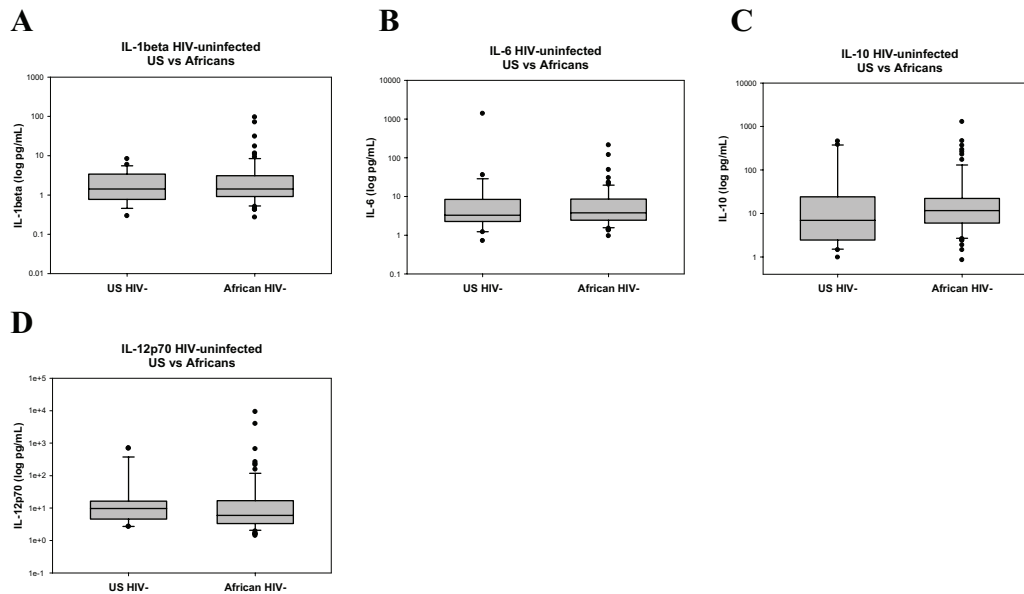 A
IL-1beta HIV-uninfected
US vs Africans
IL-1beta (log pg/mL)
1000
100
10
1
0.1
0.01
US HIV-
African HIV-
B
IL-6 HIV-uninfected
US vs Africans
IL-6 (log pg/mL)
10000
1000
100
10
1
0.1
US HIV-
African HIV-
C
IL-10 HIV-uninfected
US vs Africans
IL-10 (log pg/mL)
10000
1000
100
10
1
US HIV-
African HIV-
D
IL-12p70 HIV-uninfected
US vs Africans
IL-12p70 (log pg/mL)
1e+5
1e+4
1e+3
1e+2
1e+1
1e+0
1e-1
US HIV-
African HIV-